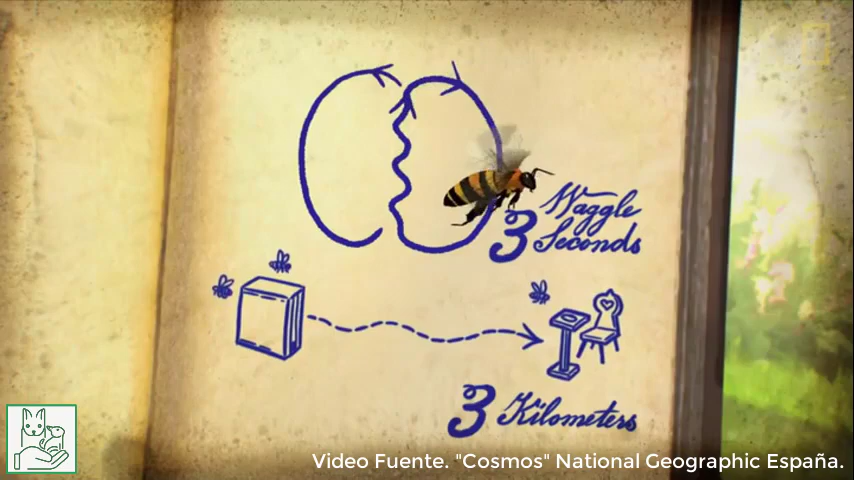 3 Waggle
Seconds
3 Kilometers
Video Fuente. "Cosmos" National Geographic España.